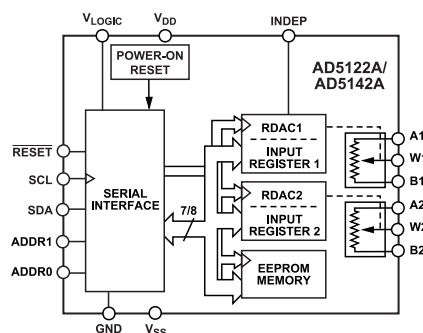 VLOGIC
VDD
INDEP
POWER-ON
RESET
AD5122A/
AD5142A
RDAC1
INPUT
REGISTER 1
A1
W1
B1
RESET
SCL
SDA
ADDR1
ADDR0
SERIAL
INTERFACE
7/8
RDAC2
INPUT
REGISTER 2
A2
W2
B2
EEPROM
MEMORY
GND
VSS